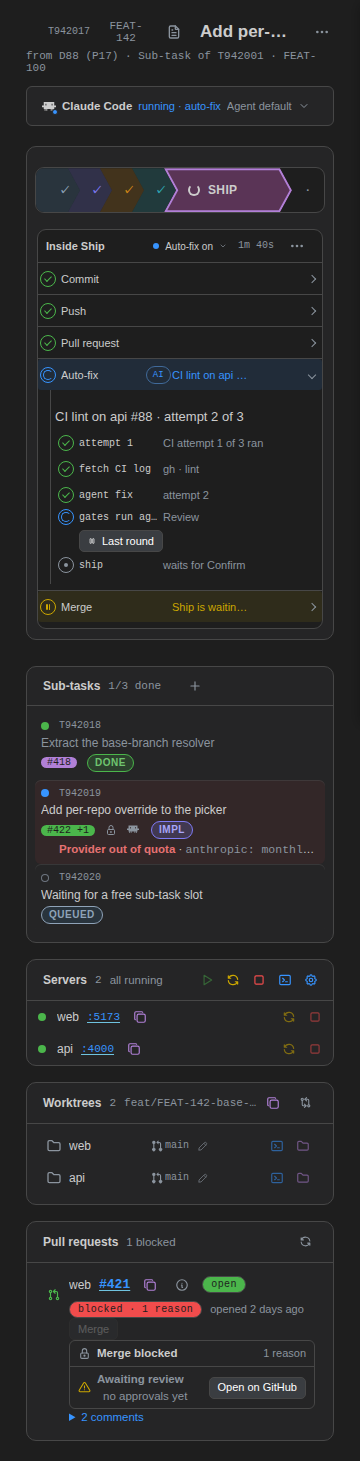 T942017 FEAT-142 Add per-…
from D88 (P17) · Sub-task of T942001 · FEAT-100
Claude Code running · auto-fix Agent default
SHIP
Inside Ship Auto-fix on 1m 40s
Commit
Push
Pull request
Auto-fix AI CI lint on api …
CI lint on api #88 · attempt 2 of 3
attempt 1 CI attempt 1 of 3 ran
fetch CI log gh · lint
agent fix attempt 2
gates run ag… Review
Last round
ship waits for Confirm
Merge Ship is waitin…
Sub-tasks 1/3 done
T942018
Extract the base-branch resolver
#418 DONE
T942019
Add per-repo override to the picker
#422 +1 IMPL
Provider out of quota · anthropic: monthl…
T942020
Waiting for a free sub-task slot
QUEUED
Servers 2 all running
web :5173
api :4000
Worktrees 2 feat/FEAT-142-base-…
web main
api main
Pull requests 1 blocked
web #421 open
blocked · 1 reason opened 2 days ago
Merge
Merge blocked 1 reason
Awaiting review
no approvals yet
Open on GitHub
2 comments